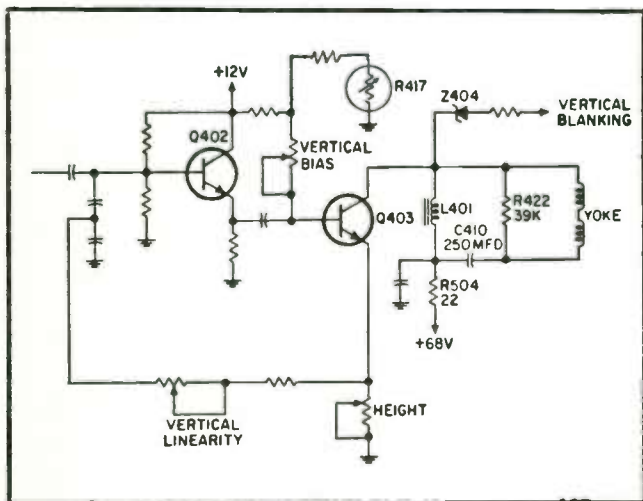 +12V
Q402
R417
Z404
VERTICAL
BLANKING
VERTICAL
BIAS
Q403
L401
R422
39K
YOKE
C410
250MFD
R504
22
+68V
VERTICAL
LINEARITY
HEIGHT